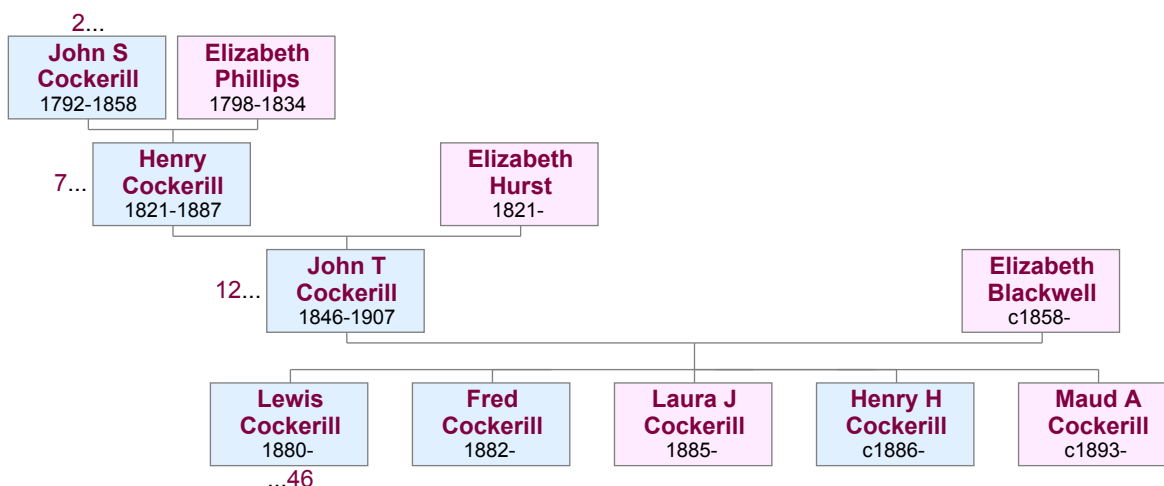 2...
John S
Cockerill
1792-1858
Elizabeth
Phillips
1798-1834
7...
Henry
Cockerill
1821-1887
Elizabeth
Hurst
1821-
12...
John T
Cockerill
1846-1907
Elizabeth
Blackwell
c1858-
Lewis
Cockerill
1880-
Fred
Cockerill
1882-
Laura J
Cockerill
1885-
Henry H
Cockerill
c1886-
Maud A
Cockerill
c1893-
...46